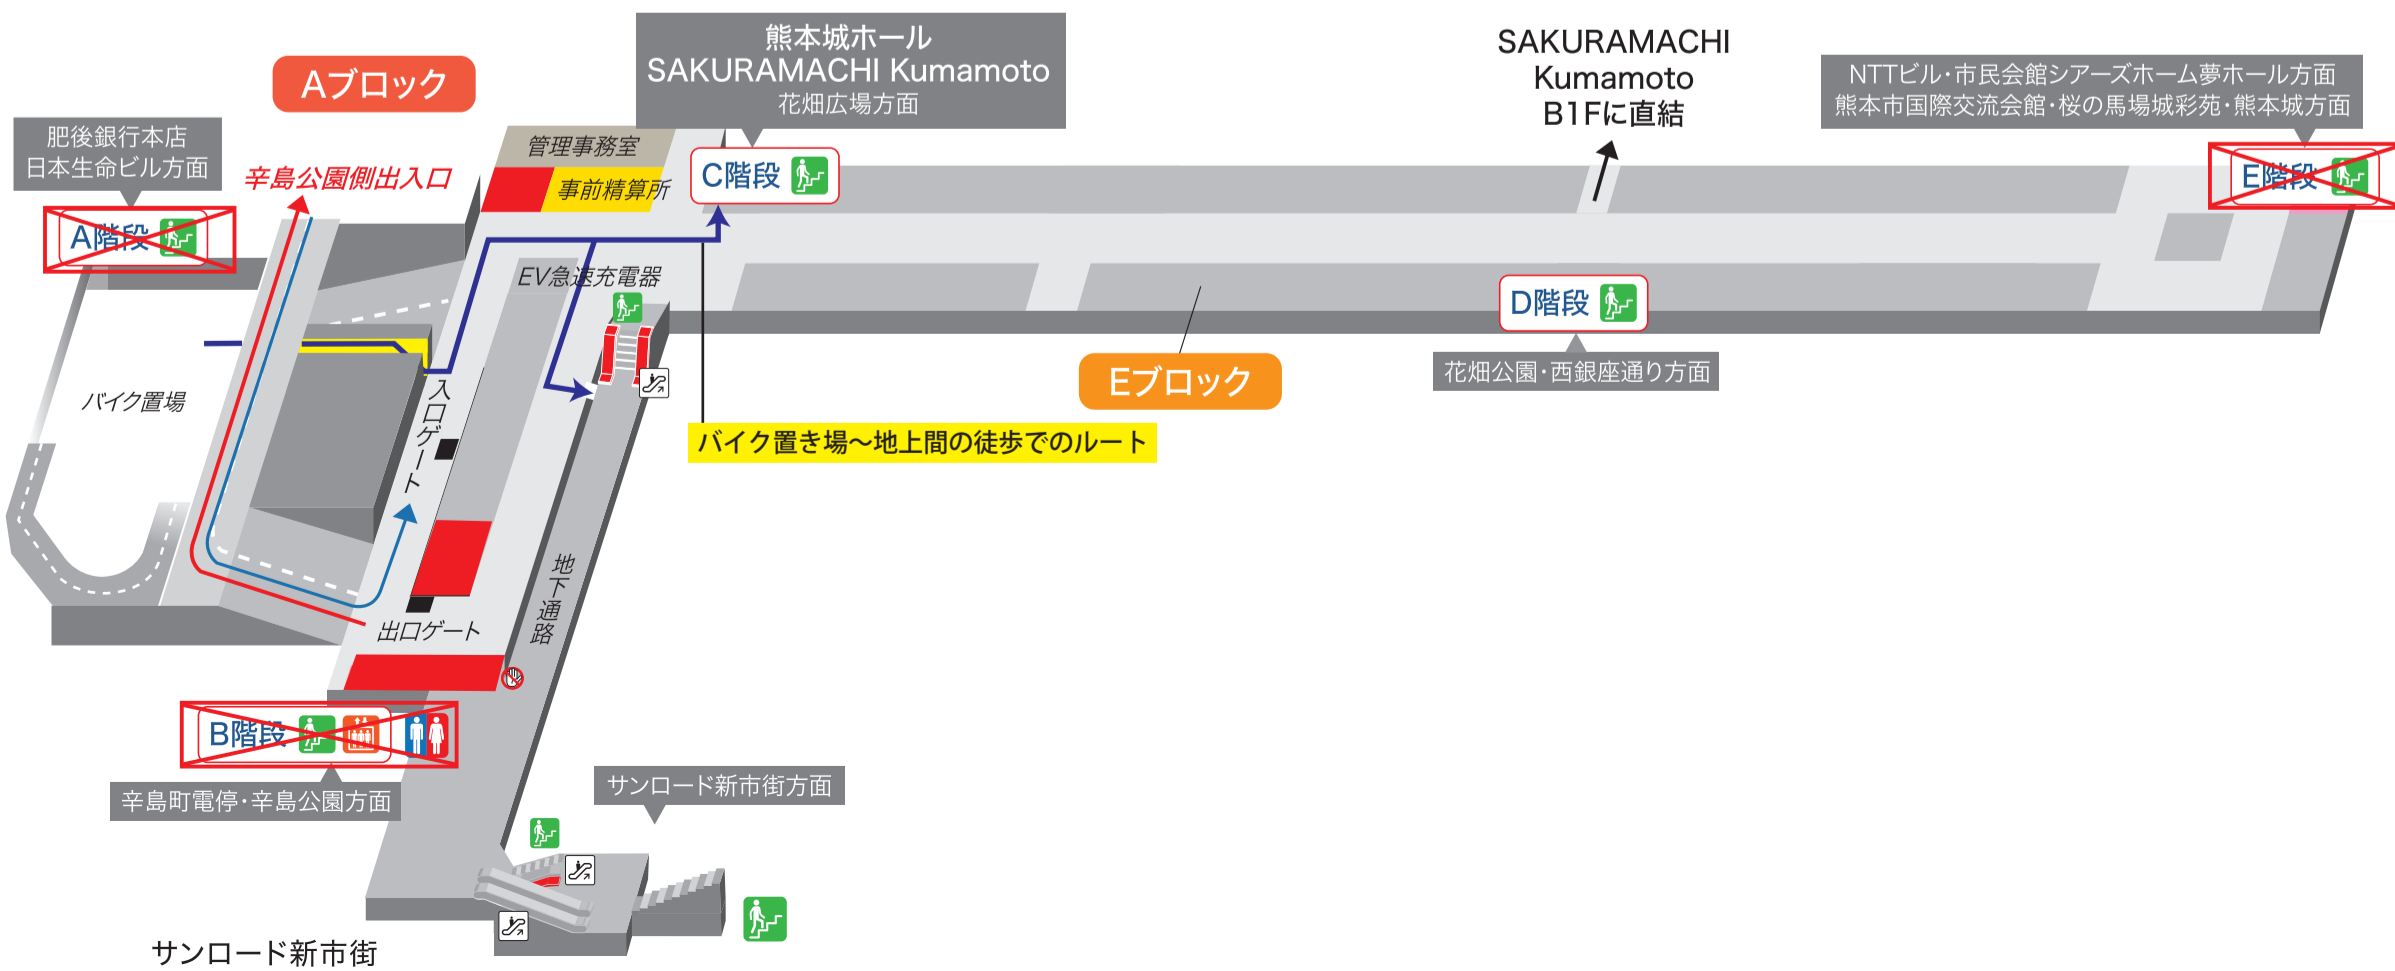 熊本城ホール
SAKURAMACHI Kumamoto
花畑広場方面
SAKURAMACHI
Kumamoto
B1Fに直結
NTTビル・市民会館シアーズホーム夢ホール方面
熊本市国際交流会館・桜の馬場城彩苑・熊本城方面
Aブロック
肥後銀行本店
日本生命ビル方面
辛島公園側出入口
管理事務室
事前精算所
C階段
E階段
A階段
EV急速充電器
D階段
花畑公園・西銀座通り方面
Eブロック
バイク置場
入口ゲート
バイク置き場～地上間の徒歩でのルート
地下通路
出口ゲート
B階段
辛島町電停・辛島公園方面
サンロード新市街方面
サンロード新市街